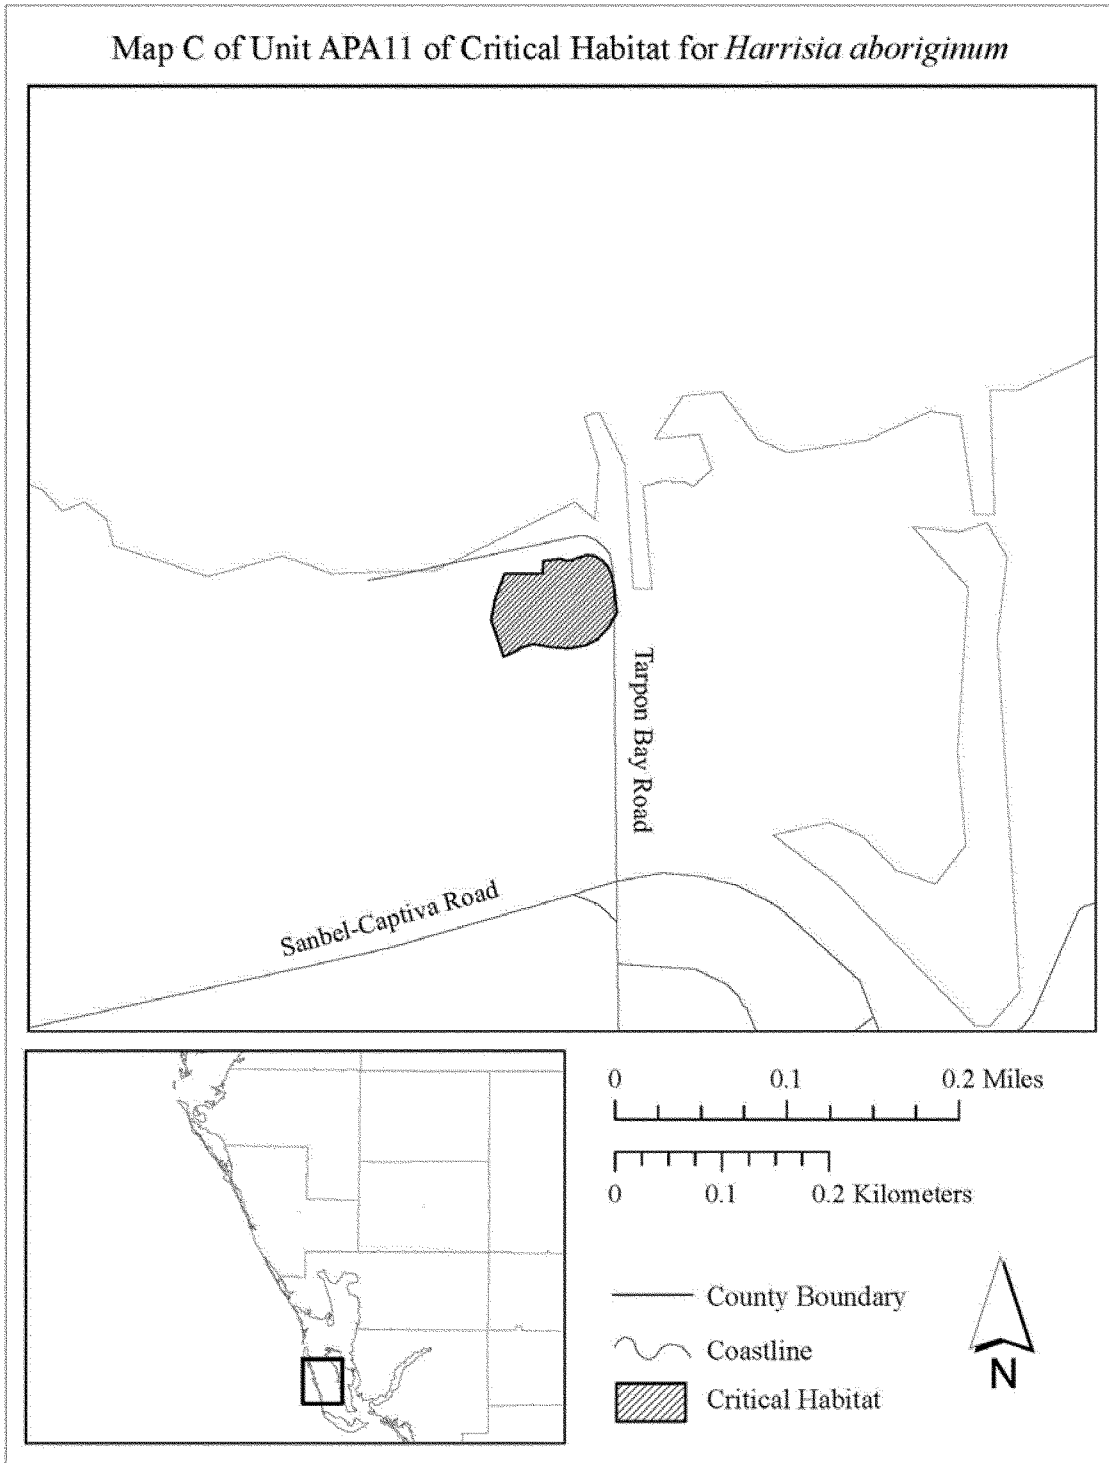 Map C of Unit APA11 of Critical Habitat for Harrisia aboriginum
Tarpon Bay Road
Sanbel-Captiva Road
0 0.1 0.2 Miles
0 0.1 0.2 Kilometers
County Boundary
Coastline
Critical Habitat
N